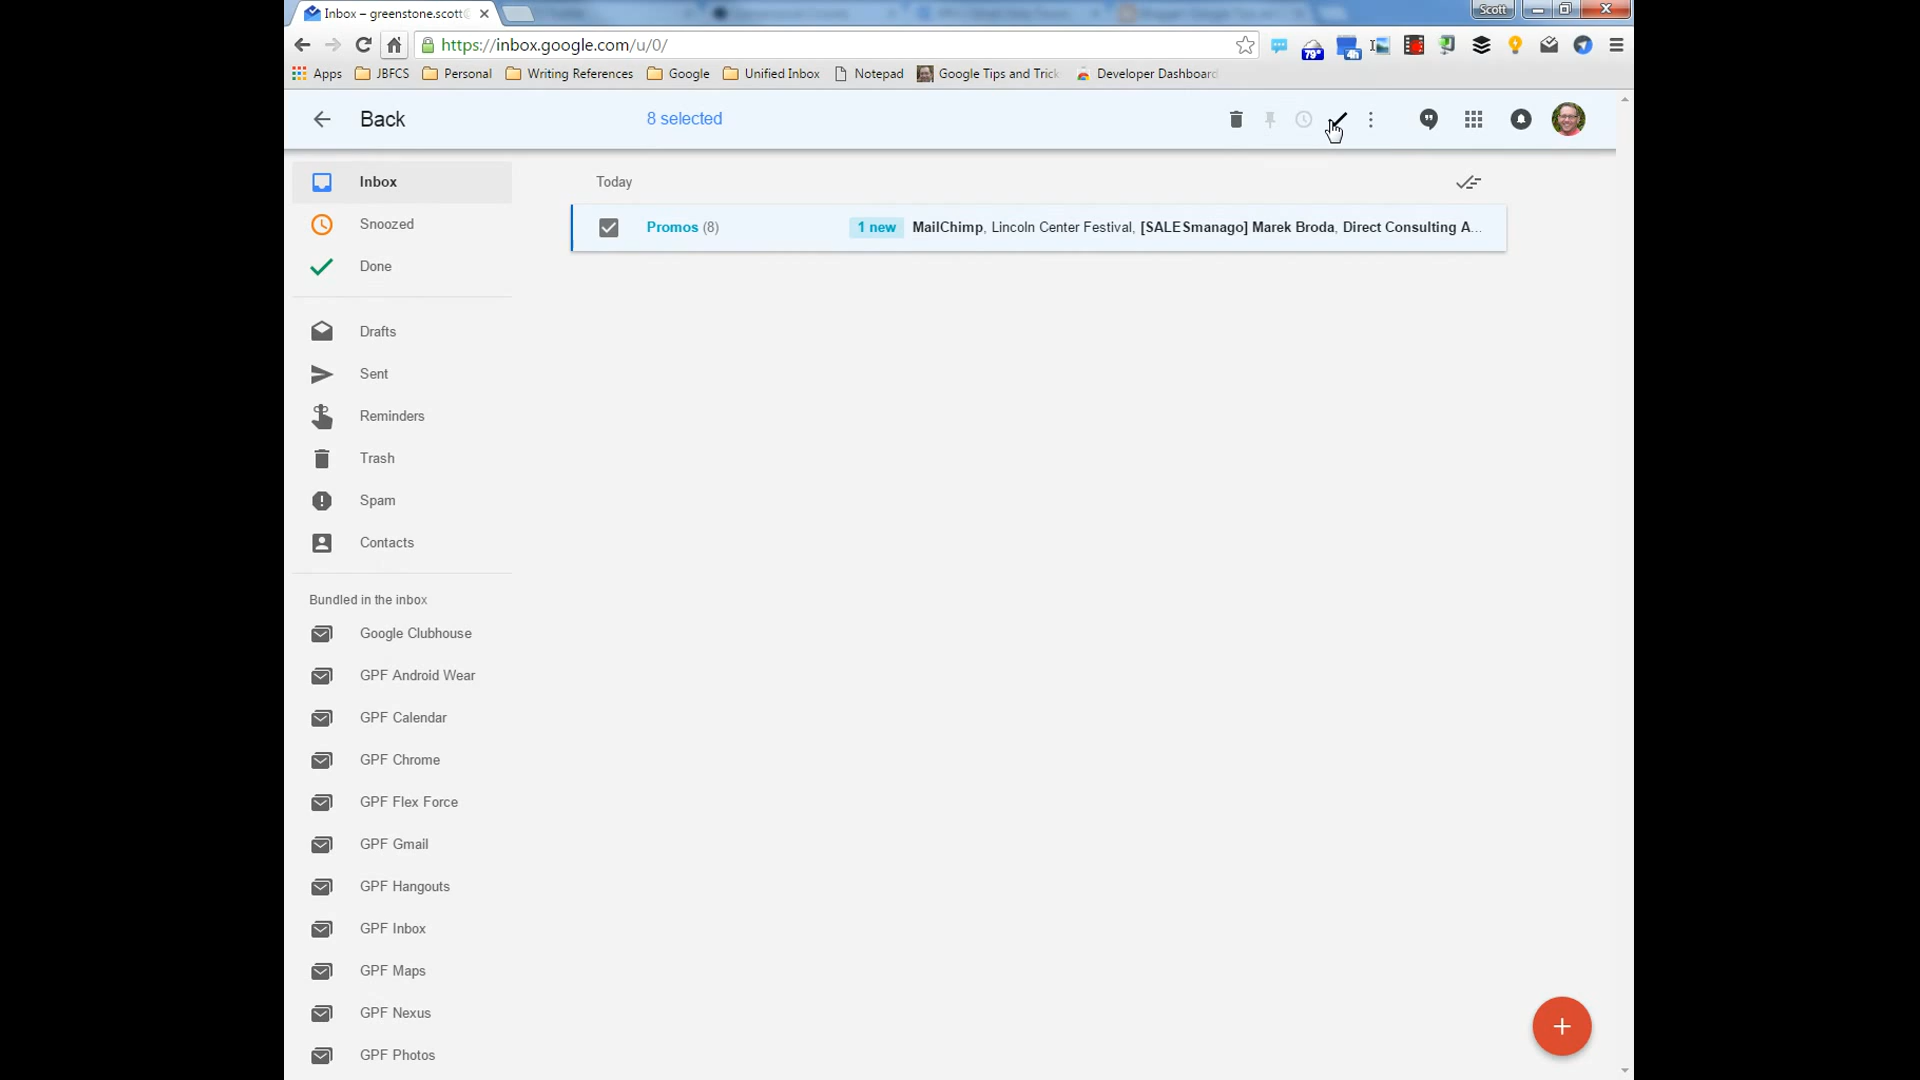 Inbox – greenstone.scott@
Scott
https://inbox.google.com/u/0/
79°
4h
Apps JBFCS Personal Writing References Google Unified Inbox Notepad Google Tips and Trick Developer Dashboard
Back 8 selected
Inbox
Snoozed
Done
Drafts
Sent
Reminders
Trash
Spam
Contacts
Bundled in the inbox
Google Clubhouse
GPF Android Wear
GPF Calendar
GPF Chrome
GPF Flex Force
GPF Gmail
GPF Hangouts
GPF Inbox
GPF Maps
GPF Nexus
GPF Photos
Today
Promos (8) 1 new MailChimp, Lincoln Center Festival, [SALESmanago] Marek Broda, Direct Consulting A...